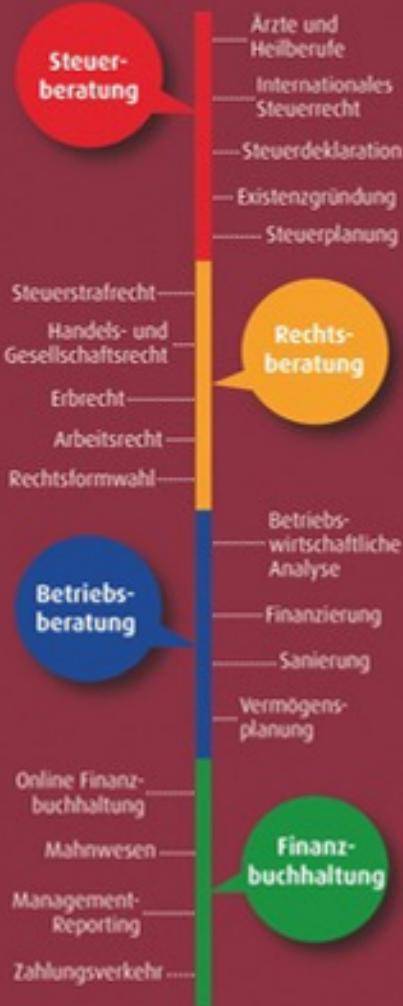 Steuer-
beratung
Ärzte und
Heilberufe
Internationales
Steuerrecht
Steuerdeklaration
Existenzgründung
Steuerplanung
Rechts-
beratung
Steuerstrafrecht
Handels- und
Gesellschaftsrecht
Erbrecht
Arbeitsrecht
Rechtsformwahl
Betriebs-
beratung
Betriebs-
wirtschaftliche
Analyse
Finanzierung
Sanierung
Vermögens-
planung
Finanz-
buchhaltung
Online Finanz-
buchhaltung
Mahnwesen
Management-
Reporting
Zahlungsverkehr